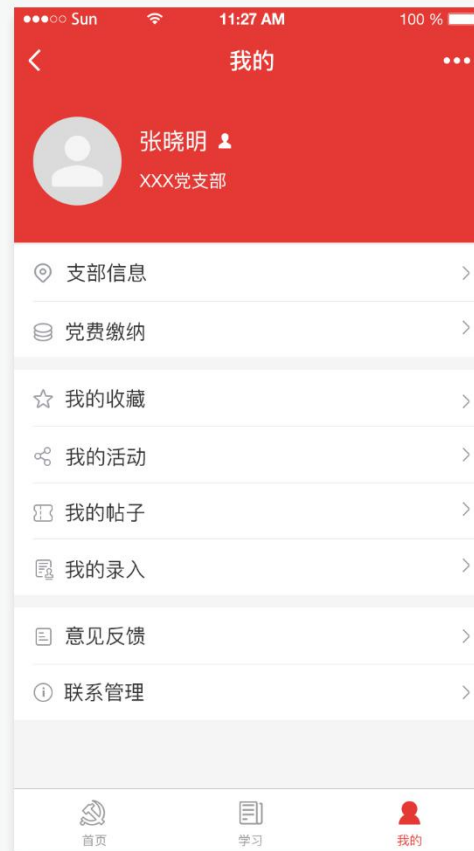 Sun 11:27 AM 100 %
我的
张晓明
XXX党支部
支部信息
党费缴纳
我的收藏
我的活动
我的帖子
我的录入
意见反馈
联系管理
首页 学习 我的